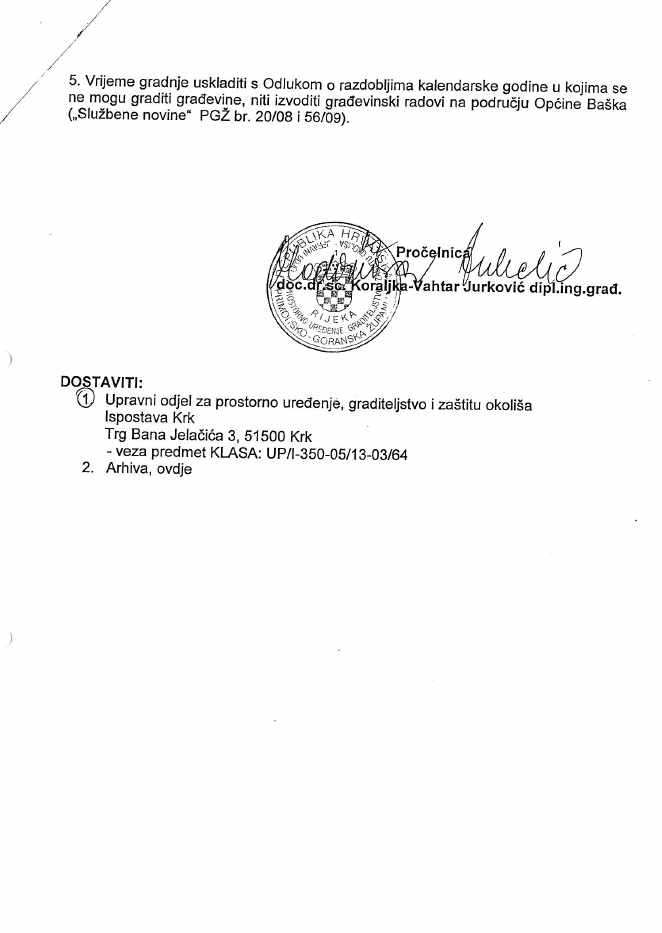 5. Vrijeme gradnje uskladiti s Odlukom o razdobljima kalendarske godine u kojima se
ne mogu graditi građevine, niti izvoditi građevinski radovi na području Općine Baška
(„Službene novine“ PGŽ br. 20/08 i 56/09).
Pročelnica
doc.dr.sc. Koraljka Vahtar Jurković dipl.ing.građ.
RIJEKA
DOSTAVITI:
1 Upravni odjel za prostorno uređenje, graditeljstvo i zaštitu okoliša
Ispostava Krk
Trg Bana Jelačića 3, 51500 Krk
- veza predmet KLASA: UP/I-350-05/13-03/64
2. Arhiva, ovdje